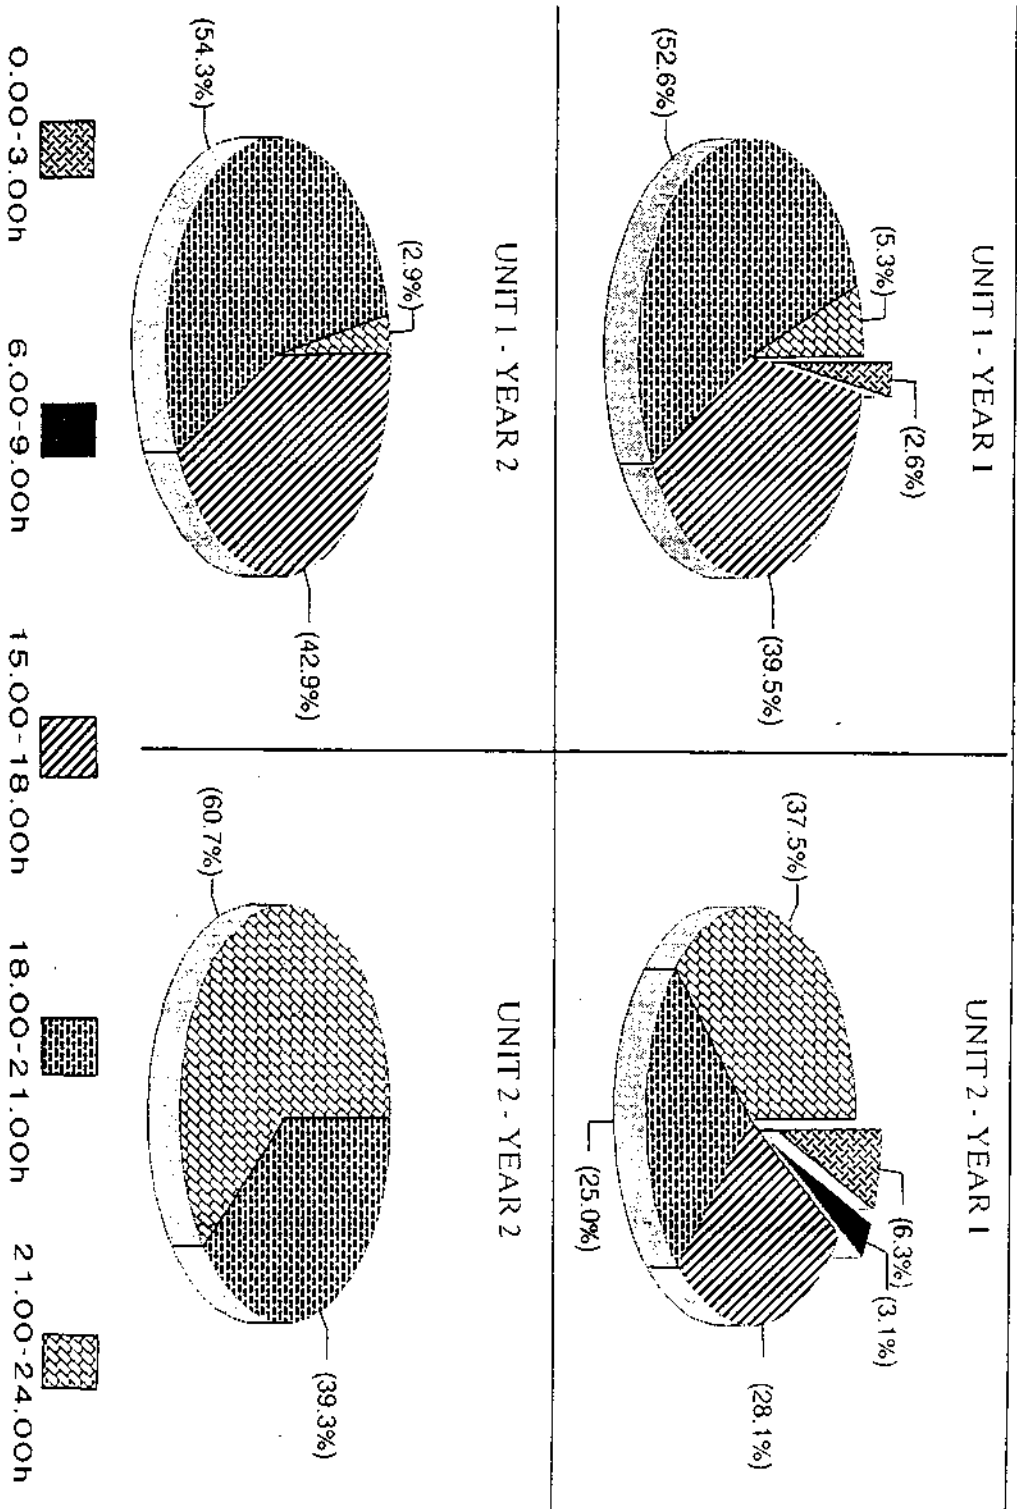 UNIT 1 - YEAR 1
(5.3%)
(2.6%)
(52.6%)
(39.5%)
UNIT 2 - YEAR 1
(6.3%)
(3.1%)
(37.5%)
(28.1%)
(25.0%)
UNIT 1 - YEAR 2
(2.9%)
(54.3%)
(42.9%)
UNIT 2 - YEAR 2
(60.7%)
(39.3%)
0.00-3.00h
6.00-9.00h
15.00-18.00h
18.00-21.00h
21.00-24.00h